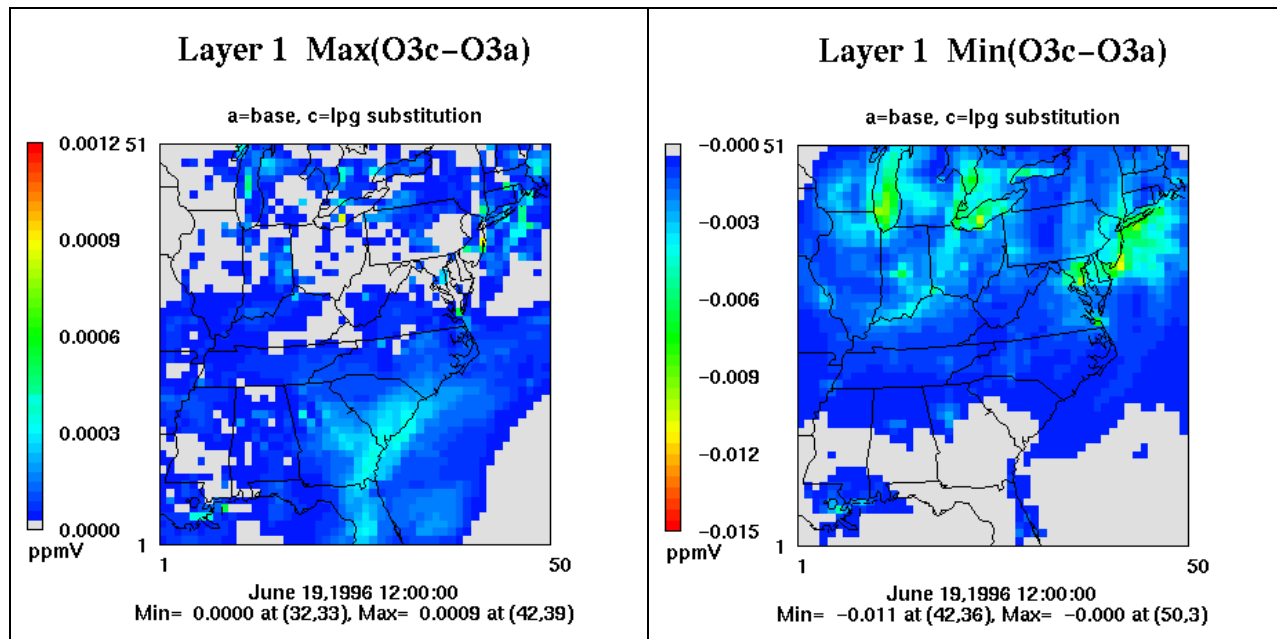 Layer 1 Max(O3c−O3a)
a=base, c=lpg substitution
51
0.0012
0.0009
0.0006
0.0003
0.0000
ppmV
1
1
50
June 19,1996 12:00:00
Min= 0.0000 at (32,33), Max= 0.0009 at (42,39)
Layer 1 Min(O3c−O3a)
a=base, c=lpg substitution
51
−0.000
−0.003
−0.006
−0.009
−0.012
−0.015
ppmV
1
1
50
June 19,1996 12:00:00
Min= −0.011 at (42,36), Max= −0.000 at (50,3)